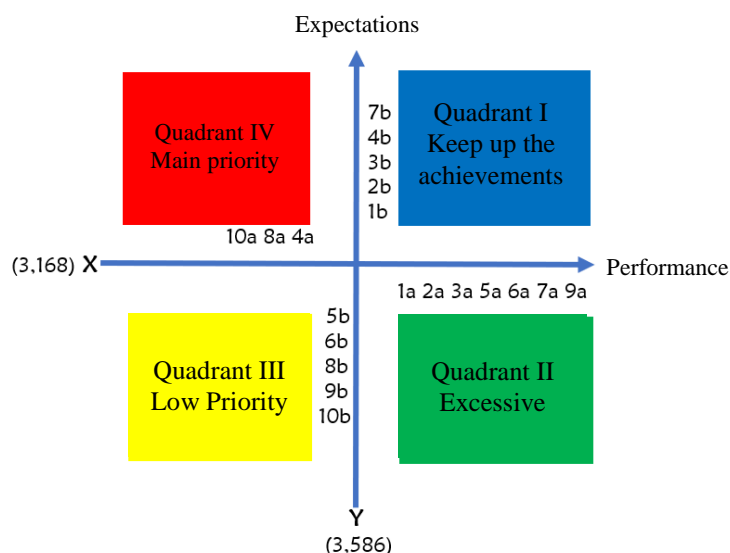 Expectations
Quadrant IV
Main priority
7b
4b
3b
2b
1b
Quadrant I
Keep up the
achievements
10a 8a 4a
(3,168) X
Performance
1a 2a 3a 5a 6a 7a 9a
Quadrant III
Low Priority
5b
6b
8b
9b
10b
Quadrant II
Excessive
Y
(3,586)